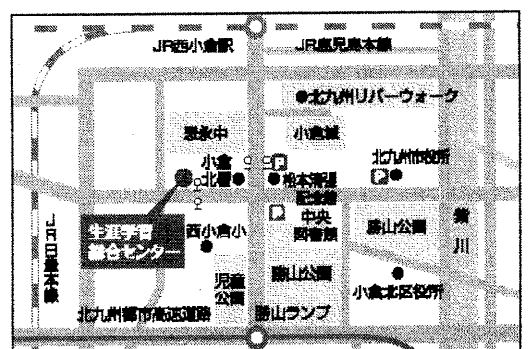 JR西小倉駅
JR鹿児島本線
北九州リバーウォーク
思永中
小倉城
小倉
北署
松本清張
記念館
北九州市役所
P
P
P
中央
図書館
勝山公園
紫川
生涯学習
総合センター
西小倉小
JR日豊本線
児童
公園
勝山公園
小倉北区役所
北九州都市高速道路
勝山ランプ